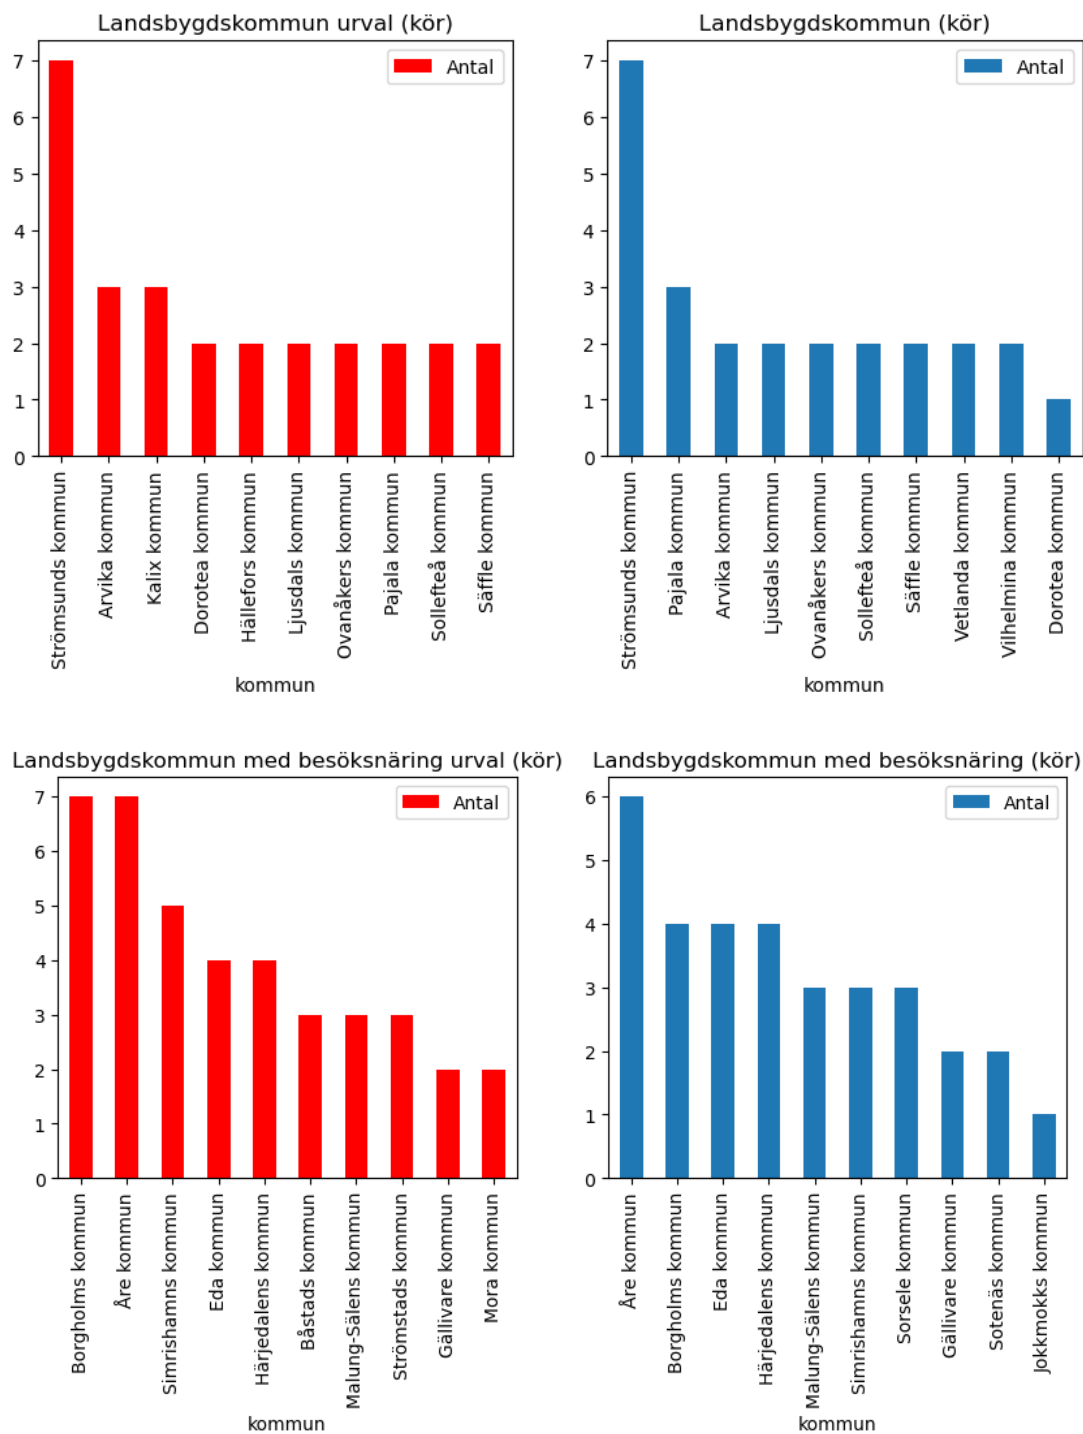 Landsbygdskommun urval (kör)
Antal
7
6
5
4
3
2
1
0
Strömsunds kommun
Arvika kommun
Kalix kommun
Dorotea kommun
Hällefors kommun
Ljusdals kommun
Ovanåkers kommun
Pajala kommun
Sollefteå kommun
Säffle kommun
kommun
Landsbygdskommun (kör)
Antal
7
6
5
4
3
2
1
0
Strömsunds kommun
Pajala kommun
Arvika kommun
Ljusdals kommun
Ovanåkers kommun
Sollefteå kommun
Säffle kommun
Vetlanda kommun
Vilhelmina kommun
Dorotea kommun
kommun
Landsbygdskommun med besöksnäring urval (kör)
Antal
7
6
5
4
3
2
1
0
Borgholms kommun
Åre kommun
Simrishamns kommun
Eda kommun
Härjedalens kommun
Båstads kommun
Malung-Sälens kommun
Strömstads kommun
Gällivare kommun
Mora kommun
kommun
Landsbygdskommun med besöksnäring (kör)
Antal
6
5
4
3
2
1
0
Åre kommun
Borgholms kommun
Eda kommun
Härjedalens kommun
Malung-Sälens kommun
Simrishamns kommun
Sorsele kommun
Gällivare kommun
Sotenäs kommun
Jokkmokks kommun
kommun